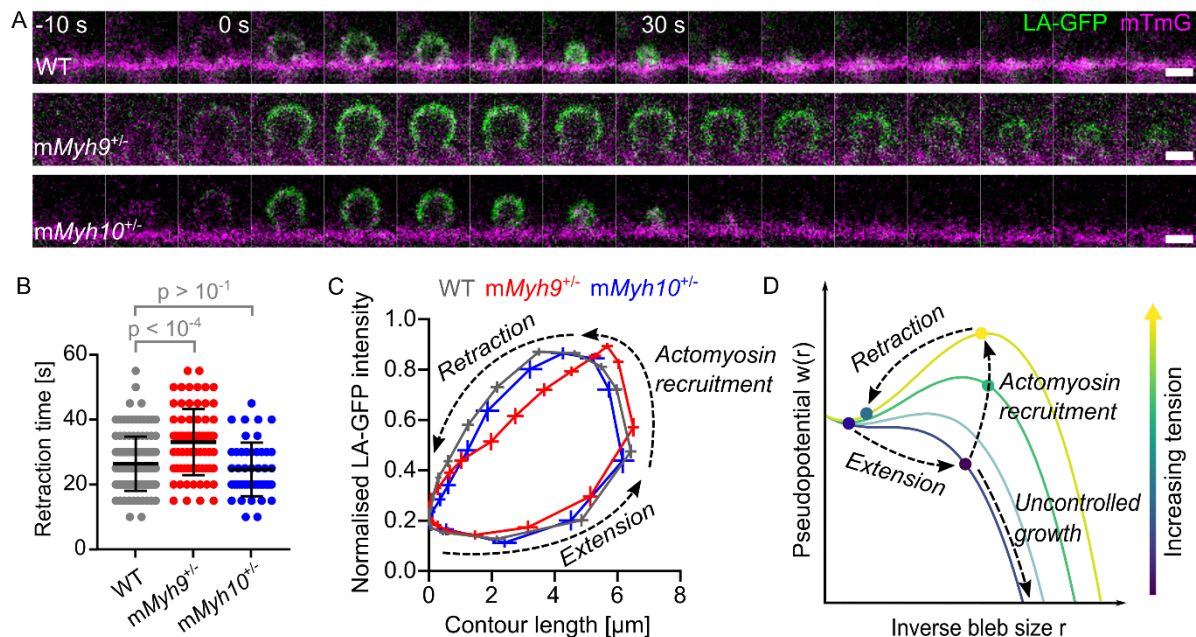 A
-10 s
0 s
30 s
LA-GFP mTmG
WT
mMyh9+/-
mMyh10+/-
B
p > 10-1
p < 10-4
Retraction time [s]
60
40
20
0
WT
mMyh9+/-
mMyh10+/-
C
WT mMyh9+/- mMyh10+/-
Normalised LA-GFP intensity
1.0
0.8
0.6
0.4
0.2
0.0
0 2 4 6 8
Contour length [µm]
Retraction
Actomyosin
recruitment
Extension
D
Pseudopotential w(r)
Retraction
Actomyosin
recruitment
Extension
Uncontrolled
growth
Inverse bleb size r
Increasing tension